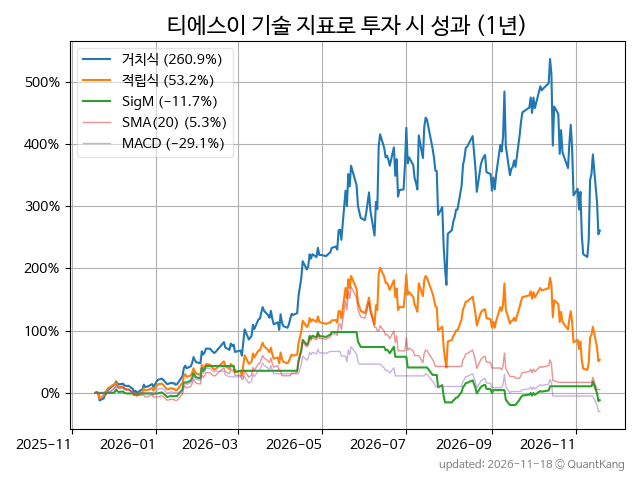 티에스이 기술 지표로 투자 시 성과 (1년)
거치식 (260.9%)
적립식 (53.2%)
SigM (-11.7%)
SMA(20) (5.3%)
MACD (-29.1%)
500%
400%
300%
200%
100%
0%
2025-11 2026-01 2026-03 2026-05 2026-07 2026-09 2026-11
updated: 2026-11-18 © QuantKang